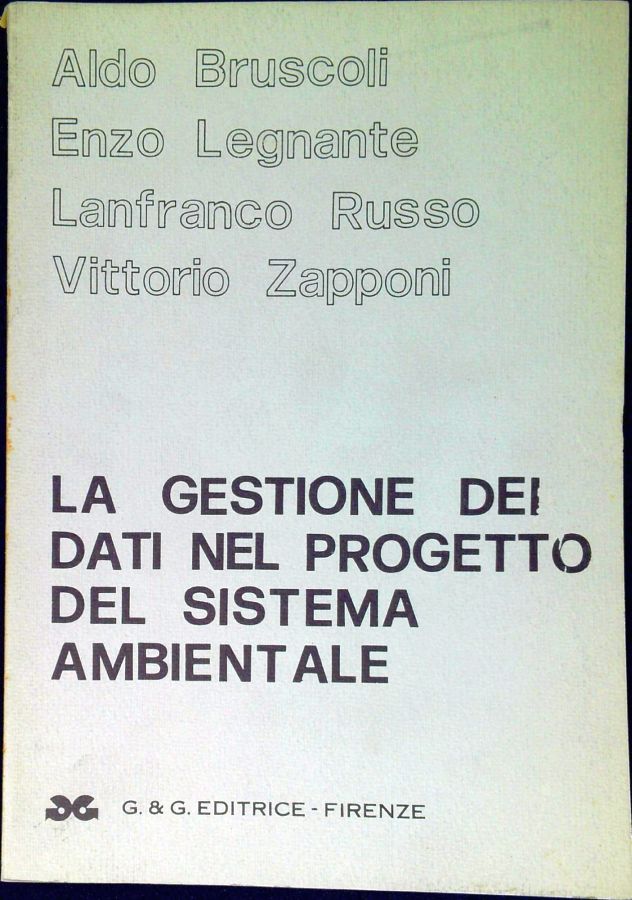 Aldo Bruscoli
Enzo Legnante
Lanfranco Russo
Vittorio Zapponi
LA GESTIONE DEI
DATI NEL PROGETTO
DEL SISTEMA
AMBIENTALE
G. & G. EDITRICE - FIRENZE